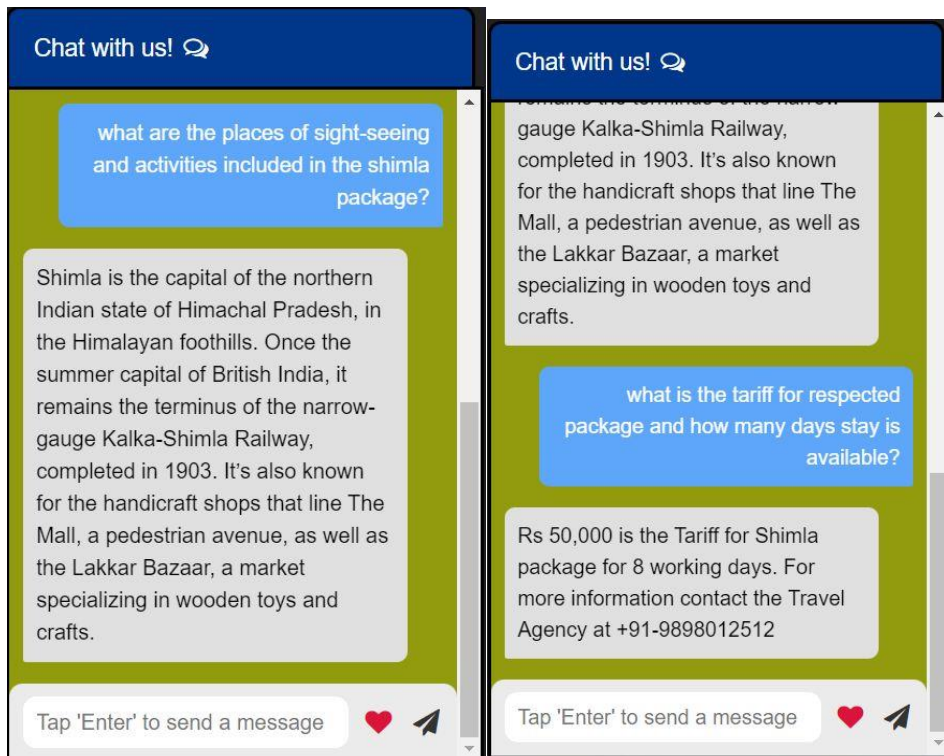 Chat with us!
what are the places of sight-seeing
and activities included in the shimla
package?
Shimla is the capital of the northern
Indian state of Himachal Pradesh, in
the Himalayan foothills. Once the
summer capital of British India, it
remains the terminus of the narrow-
gauge Kalka-Shimla Railway,
completed in 1903. It's also known
for the handicraft shops that line The
Mall, a pedestrian avenue, as well as
the Lakkar Bazaar, a market
specializing in wooden toys and
crafts.
Tap 'Enter' to send a message
Chat with us!
remains the terminus of the narrow-
gauge Kalka-Shimla Railway,
completed in 1903. It's also known
for the handicraft shops that line The
Mall, a pedestrian avenue, as well as
the Lakkar Bazaar, a market
specializing in wooden toys and
crafts.
what is the tariff for respected
package and how many days stay is
available?
Rs 50,000 is the Tariff for Shimla
package for 8 working days. For
more information contact the Travel
Agency at +91-9898012512
Tap 'Enter' to send a message